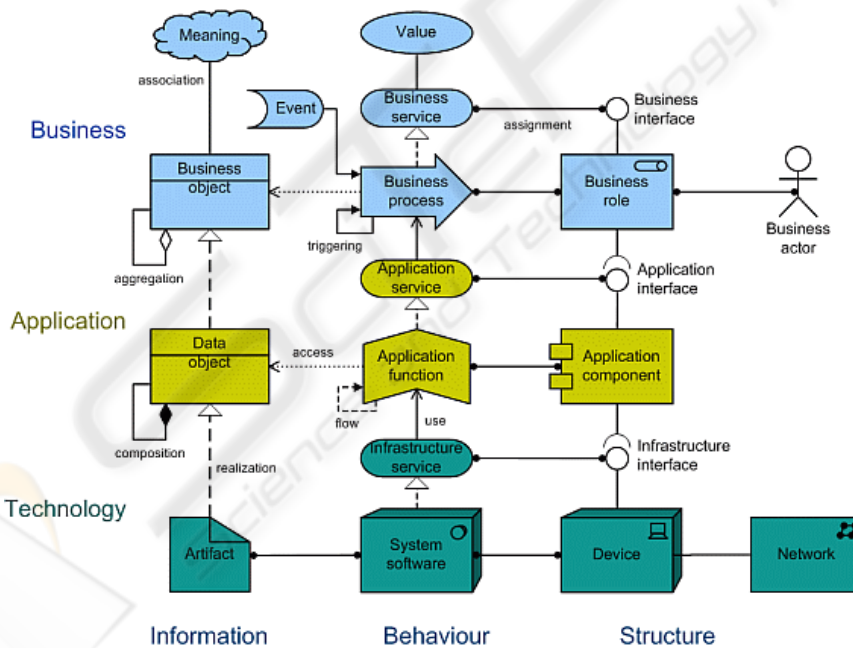 Meaning
Value
association
Event
Business
service
Business
interface
assignment
Business
Business
object
Business
process
Business
role
Business
actor
triggering
aggregation
Application
service
Application
interface
Application
Data
object
access
Application
function
Application
component
flow
use
composition
Infrastructure
service
Infrastructure
interface
realization
Technology
Artifact
System
software
Device
Network
Information
Behaviour
Structure